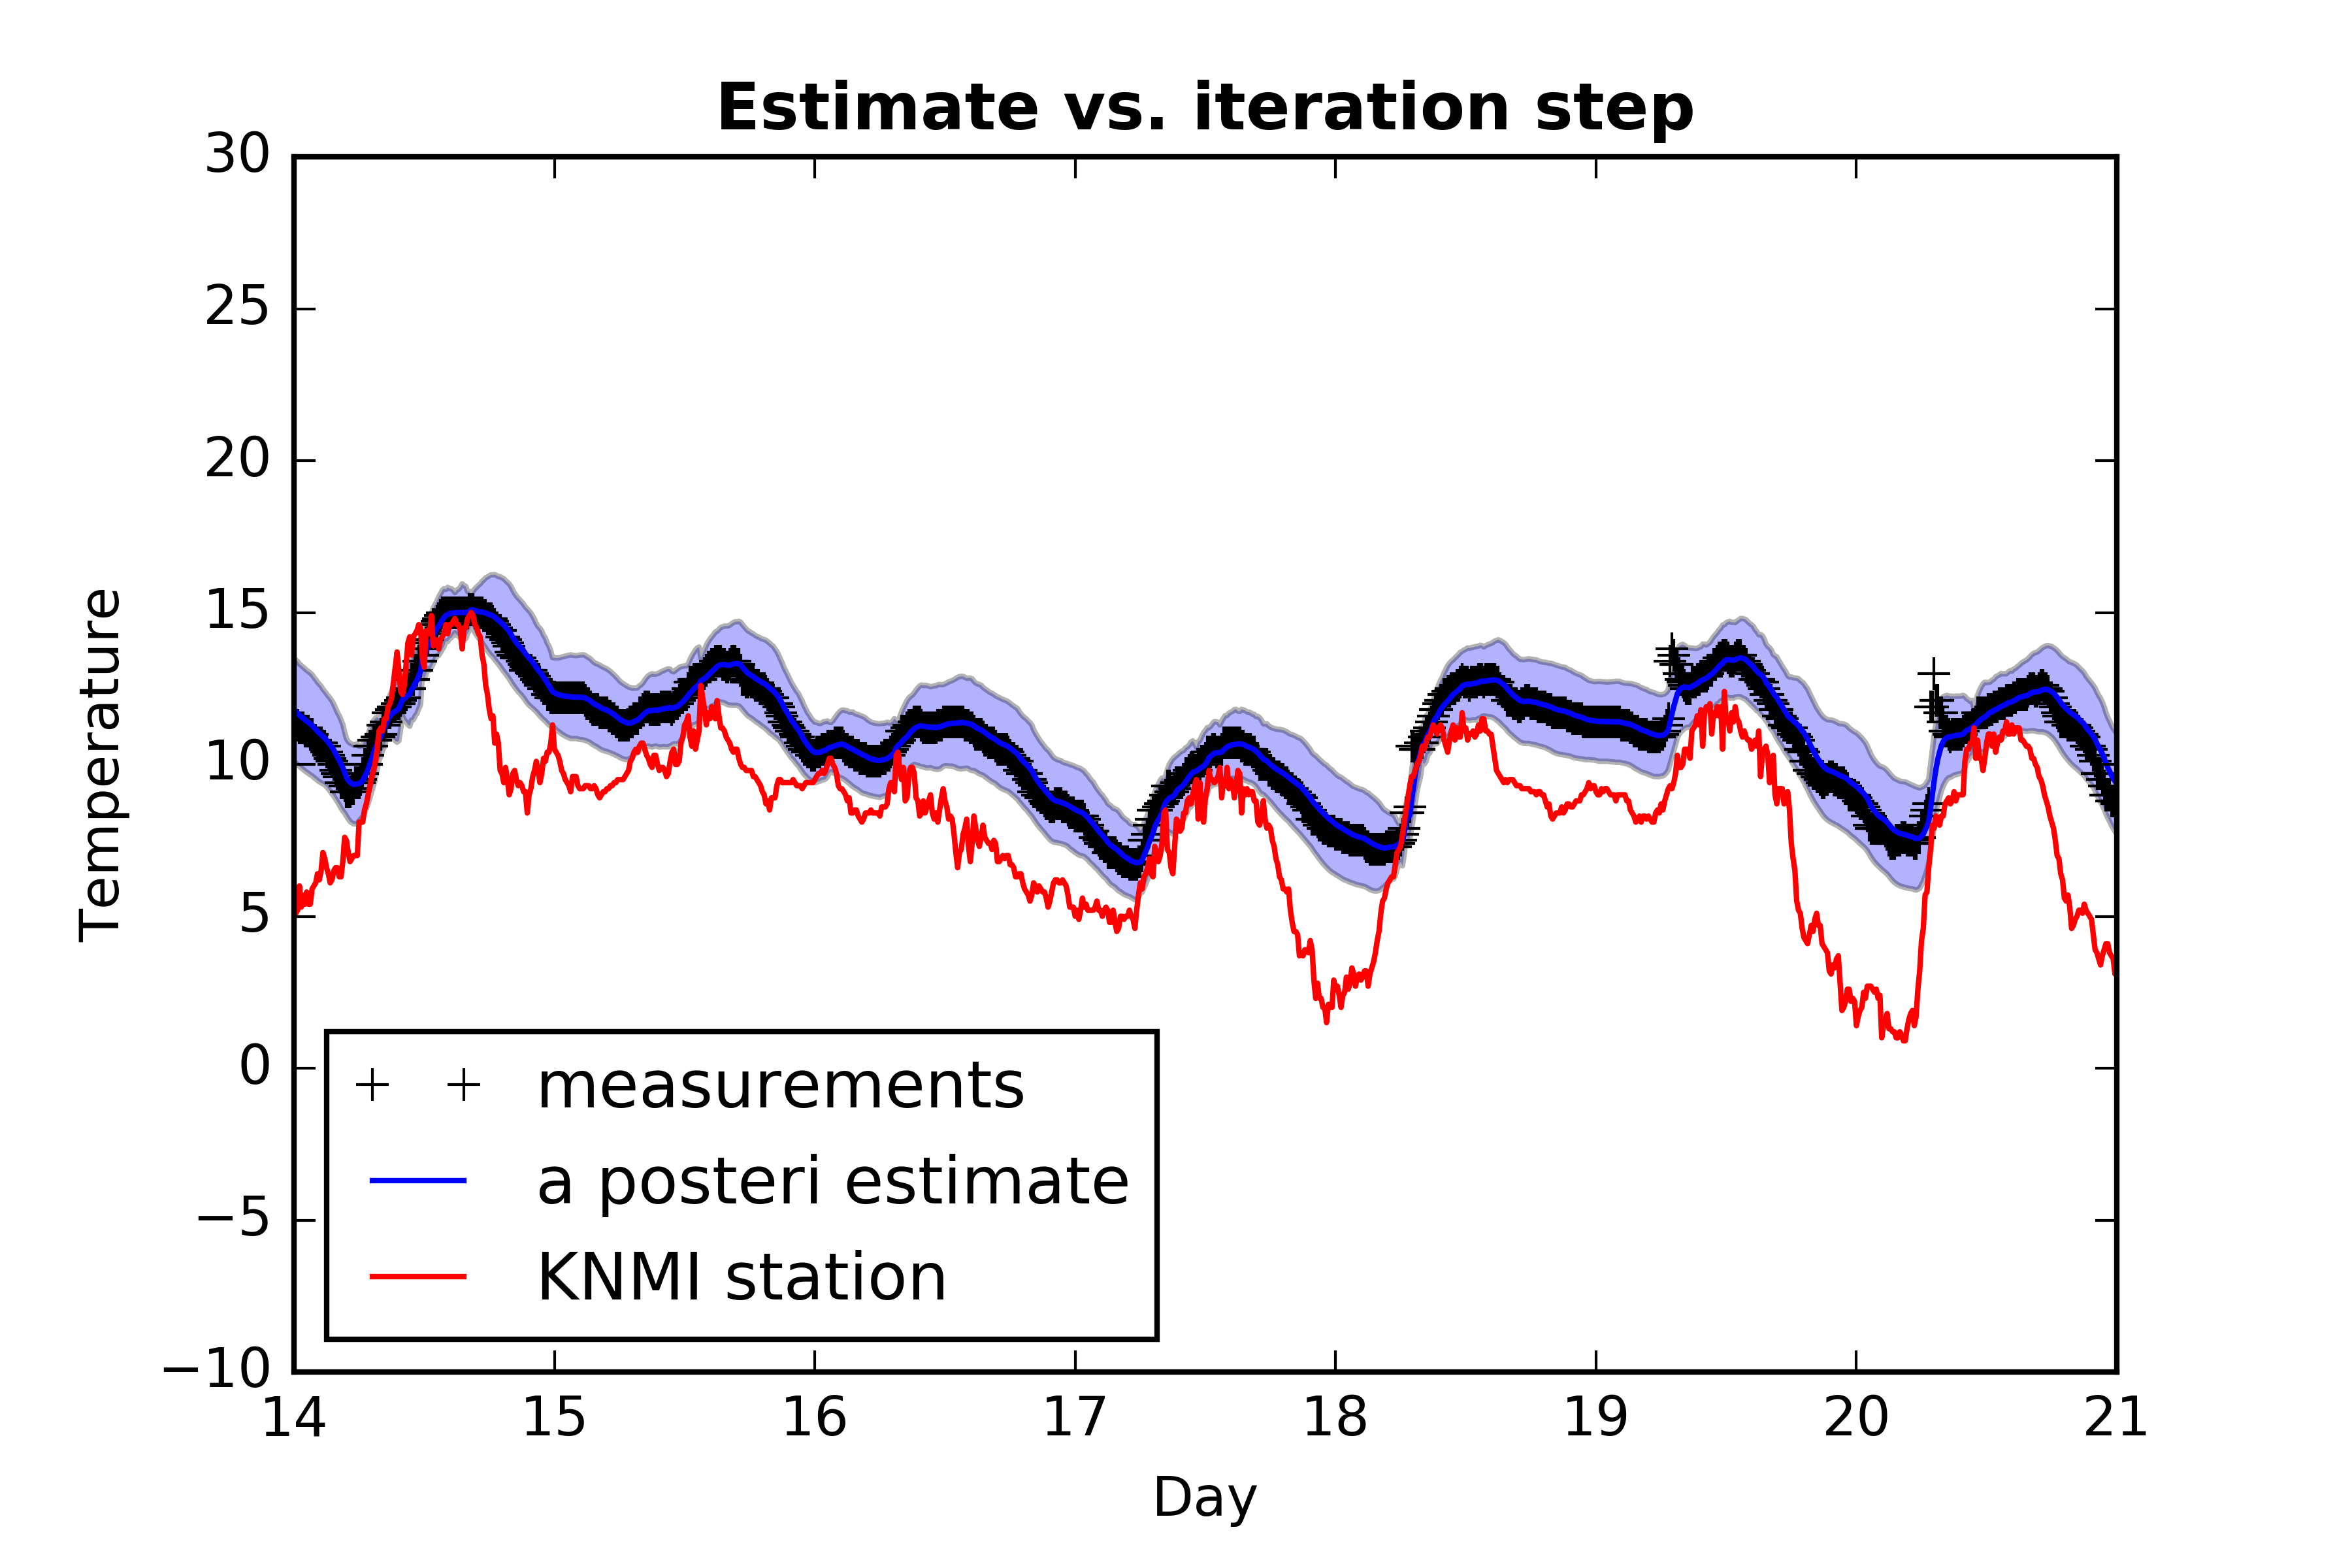 Estimate vs. iteration step
30
25
20
15
10
5
0
−5
−10
Temperature
measurements
a posteri estimate
KNMI station
14 15 16 17 18 19 20 21
Day